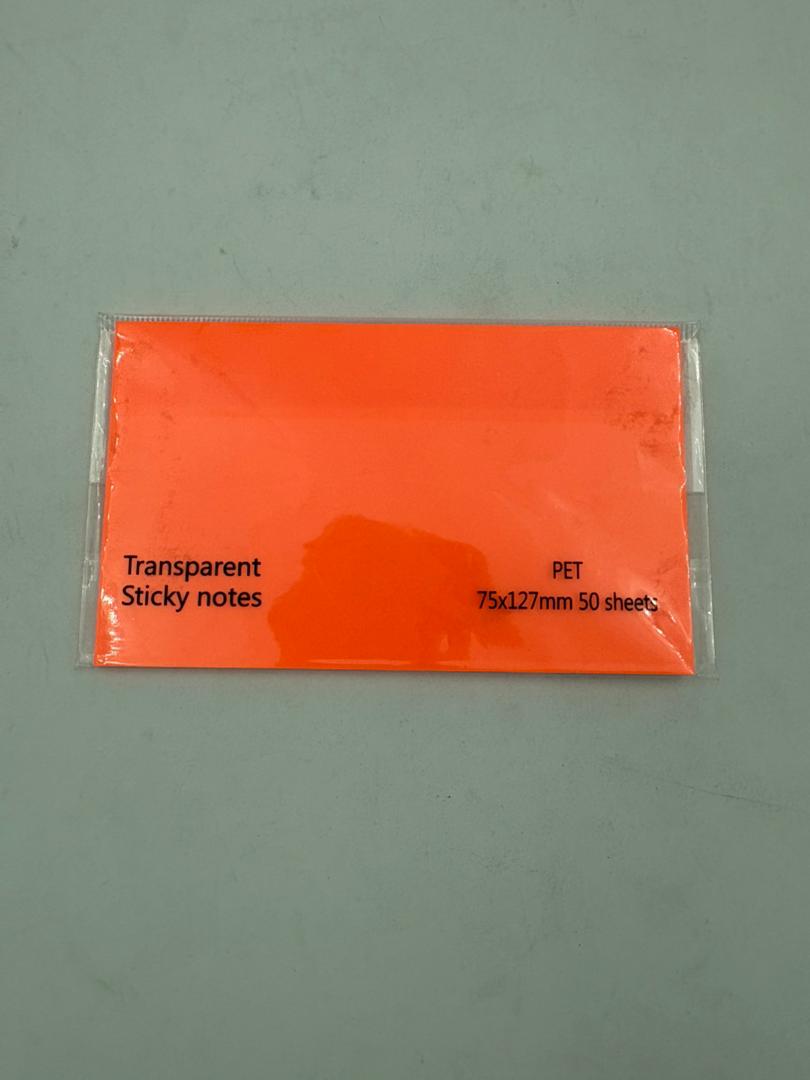 Transparent
Sticky notes
PET
75x127mm 50 sheets